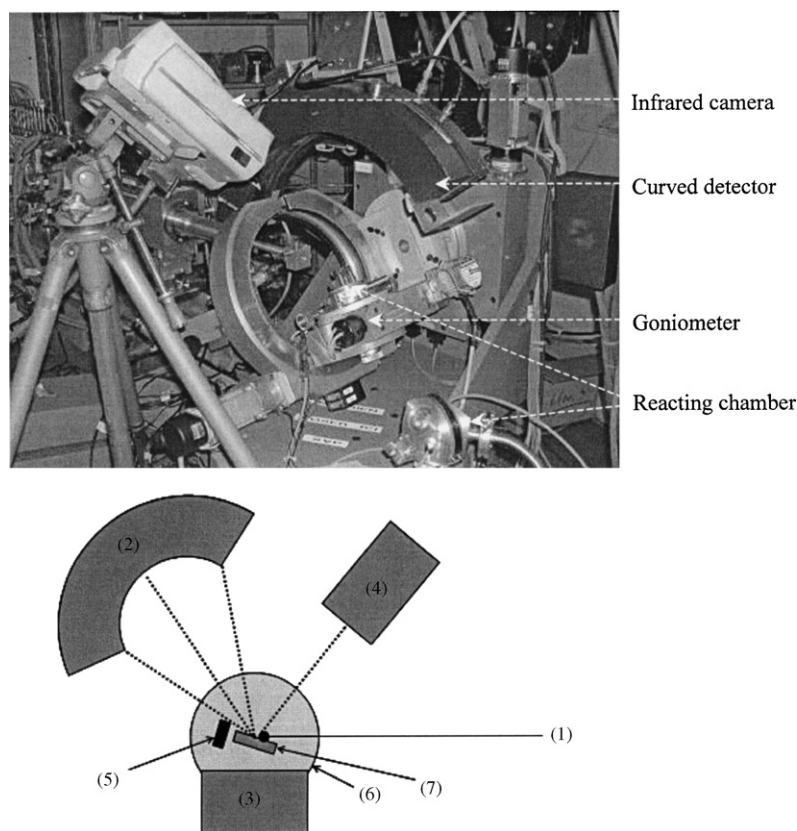 Infrared camera
Curved detector
Goniometer
Reacting chamber
(2)
(4)
(1)
(5)
(3)
(6)
(7)